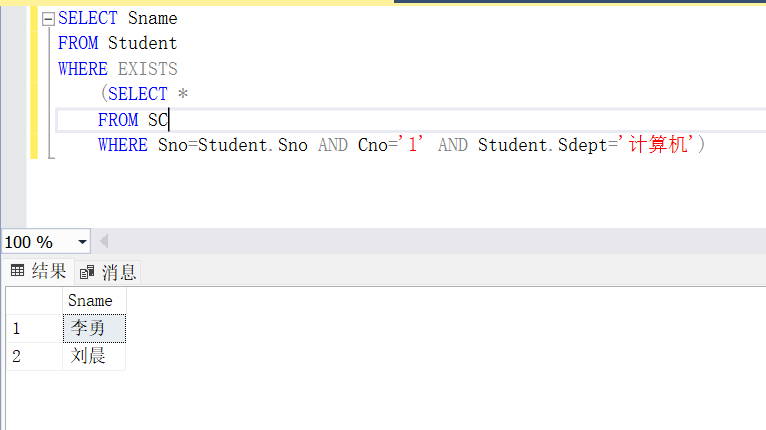 SELECT Sname
FROM Student
WHERE EXISTS
(SELECT *
FROM SC
WHERE Sno=Student.Sno AND Cno='1' AND Student.Sdept='计算机')
100 %
结果 消息
Sname
1 李勇
2 刘晨